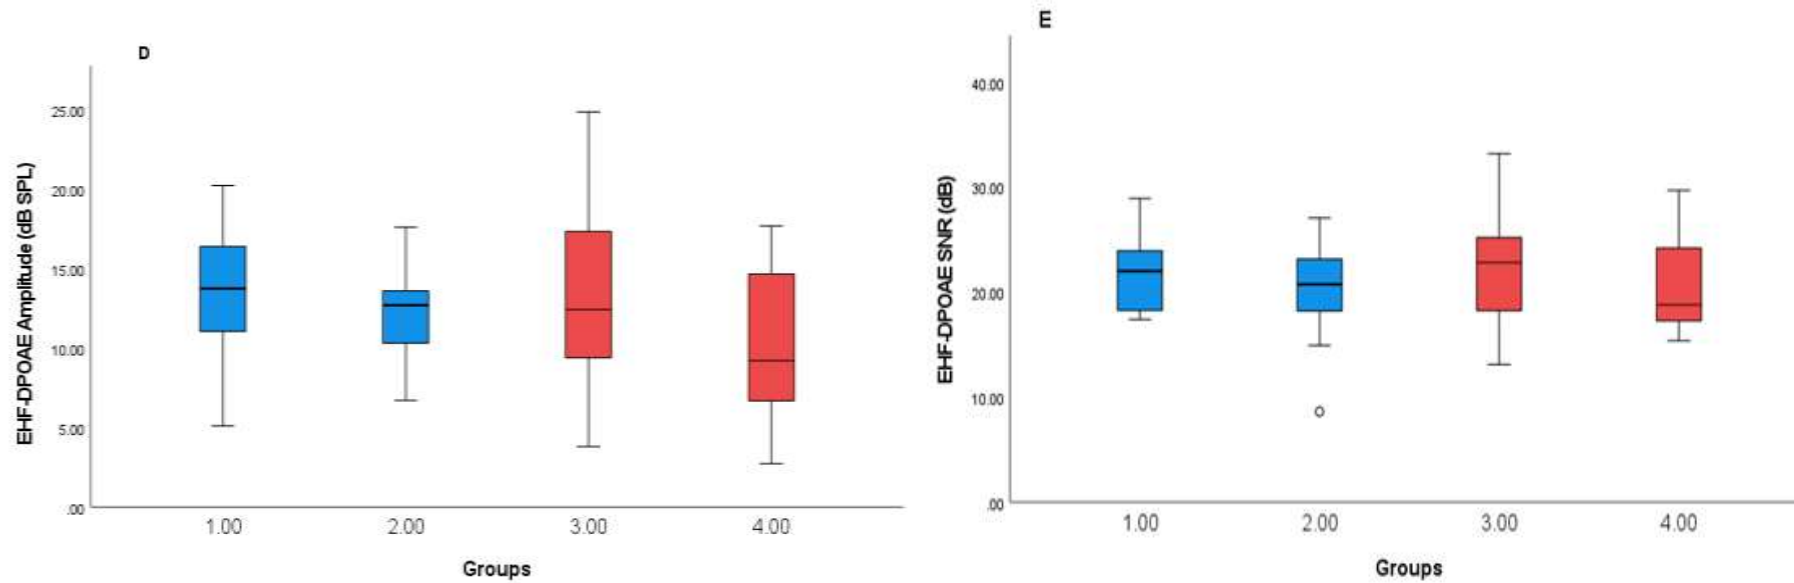 D
EHF-DPOAE Amplitude (dB SPL)
25.00
20.00
15.00
10.00
5.00
.00
1.00 2.00 3.00 4.00
Groups
E
EHF-DPOAE SNR (dB)
40.00
30.00
20.00
10.00
.00
1.00 2.00 3.00 4.00
Groups